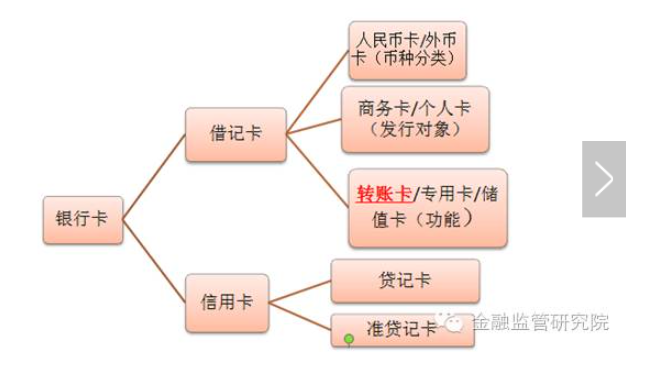 人民币卡/外币
卡（币种分类）
商务卡/个人卡
（发行对象）
借记卡
转账卡/专用卡/储
值卡（功能）
银行卡
贷记卡
信用卡
准贷记卡
金融监管研究院